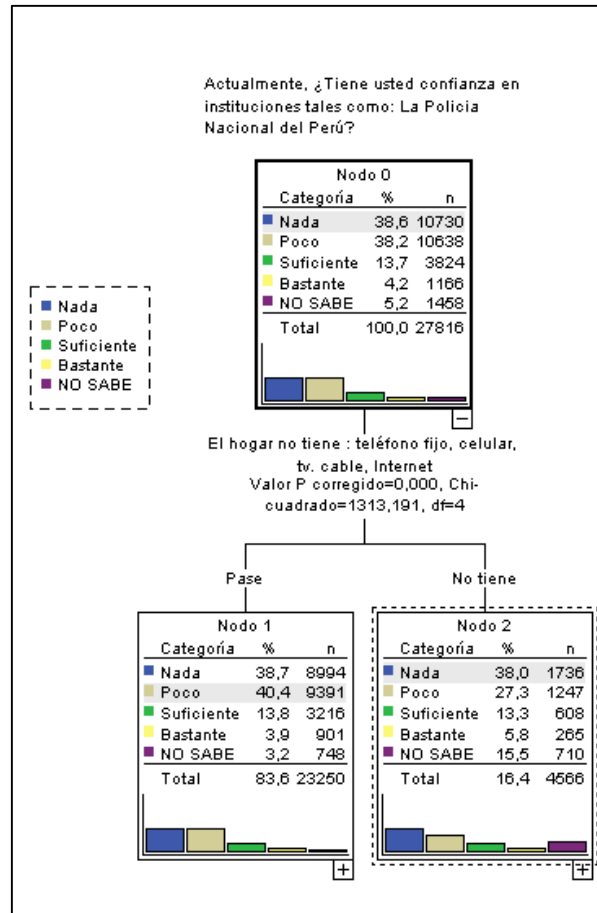 Actualmente, ¿Tiene usted confianza en
instituciones tales como: La Policia
Nacional del Perú?
Nodo 0
Categoría % n
Nada 38,6 10730
Poco 38,2 10638
Suficiente 13,7 3824
Bastante 4,2 1166
NO SABE 5,2 1458
Total 100,0 27816
Nada
Poco
Suficiente
Bastante
NO SABE
El hogar no tiene : teléfono fijo, celular,
tv. cable, Internet
Valor P corregido=0,000, Chi-
cuadrado=1313,191, df=4
Pase
No tiene
Nodo 1
Categoría % n
Nada 38,7 8994
Poco 40,4 9391
Suficiente 13,8 3216
Bastante 3,9 901
NO SABE 3,2 748
Total 83,6 23250
Nodo 2
Categoría % n
Nada 38,0 1736
Poco 27,3 1247
Suficiente 13,3 608
Bastante 5,8 265
NO SABE 15,5 710
Total 16,4 4566